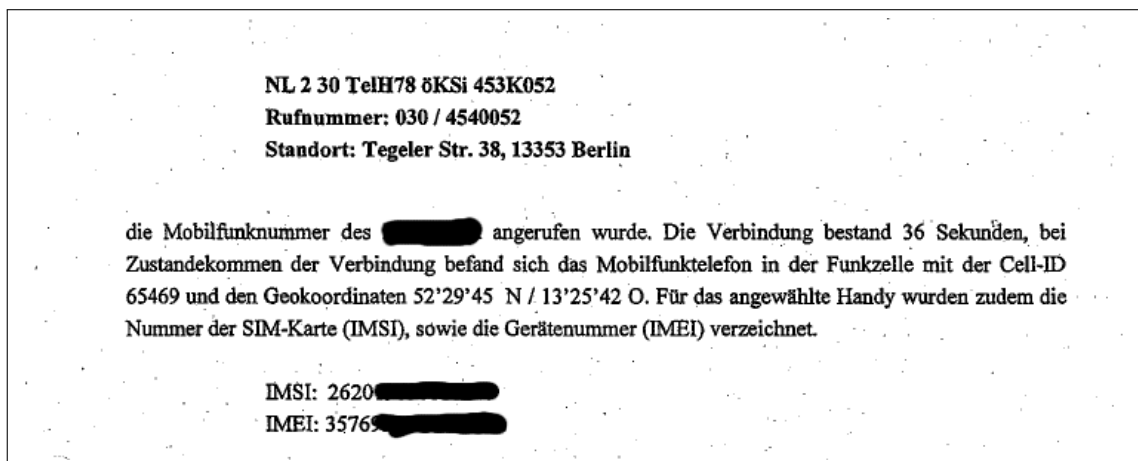 NL 2 30 TelH78 öKSi 453K052
Rufnummer: 030 / 4540052
Standort: Tegeler Str. 38, 13353 Berlin
die Mobilfunknummer des angerufen wurde. Die Verbindung bestand 36 Sekunden, bei
Zustandekommen der Verbindung befand sich das Mobilfunktelefon in der Funkzelle mit der Cell-ID
65469 und den Geokoordinaten 52'29'45 N / 13'25'42 O. Für das angewählte Handy wurden zudem die
Nummer der SIM-Karte (IMSI), sowie die Gerätenummer (IMEI) verzeichnet.
IMSI: 2620
IMEI: 35769